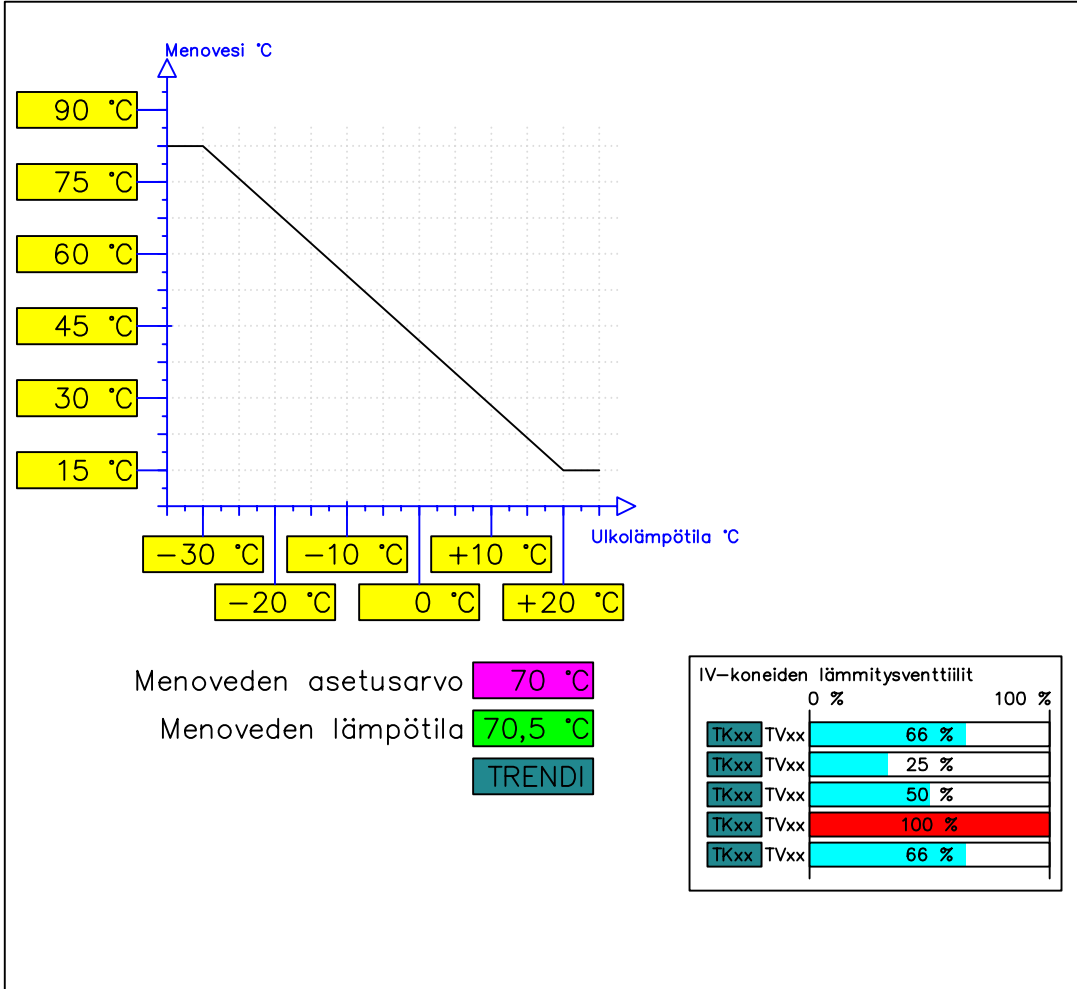 Menovesi °C
90 °C
75 °C
60 °C
45 °C
30 °C
15 °C
Ulkolämpötila °C
−30 °C
−10 °C
+10 °C
−20 °C
0 °C
+20 °C
Menoveden asetusarvo 70 °C
Menoveden lämpötila 70,5 °C
TRENDI
IV−koneiden lämmitysventtiilit
0 % 100 %
TKxx TVxx 66 %
TKxx TVxx 25 %
TKxx TVxx 50 %
TKxx TVxx 100 %
TKxx TVxx 66 %